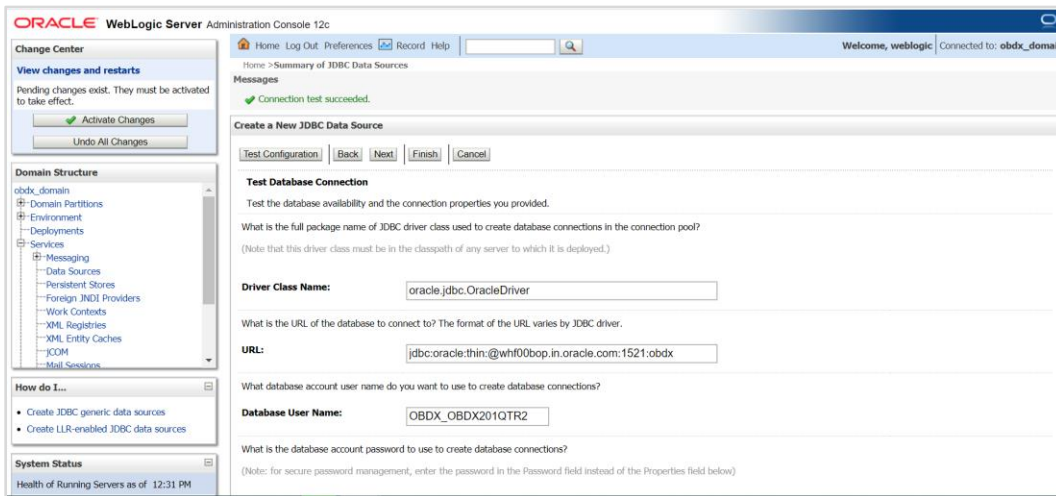 ORACLE WebLogic Server Administration Console 12c
Change Center
View changes and restarts
Pending changes exist. They must be activated
to take effect.
Activate Changes
Undo All Changes
Domain Structure
obdx_domain
Domain Partitions
Environment
Deployments
Services
Messaging
Data Sources
Persistent Stores
Foreign JNDI Providers
Work Contexts
XML Registries
XML Entity Caches
jCOM
Mail Sessions
How do I...
Create JDBC generic data sources
Create LLR-enabled JDBC data sources
System Status
Health of Running Servers as of 12:31 PM
Home Log Out Preferences Record Help
Welcome, weblogic Connected to: obdx_domai
Home >Summary of JDBC Data Sources
Messages
Connection test succeeded.
Create a New JDBC Data Source
Test Configuration Back Next Finish Cancel
Test Database Connection
Test the database availability and the connection properties you provided.
What is the full package name of JDBC driver class used to create database connections in the connection pool?
(Note that this driver class must be in the classpath of any server to which it is deployed.)
Driver Class Name: oracle.jdbc.OracleDriver
What is the URL of the database to connect to? The format of the URL varies by JDBC driver.
URL: jdbc:oracle:thin:@whf00bop.in.oracle.com:1521:obdx
What database account user name do you want to use to create database connections?
Database User Name: OBDX_OBDX201QTR2
What is the database account password to use to create database connections?
(Note: for secure password management, enter the password in the Password field instead of the Properties field below)